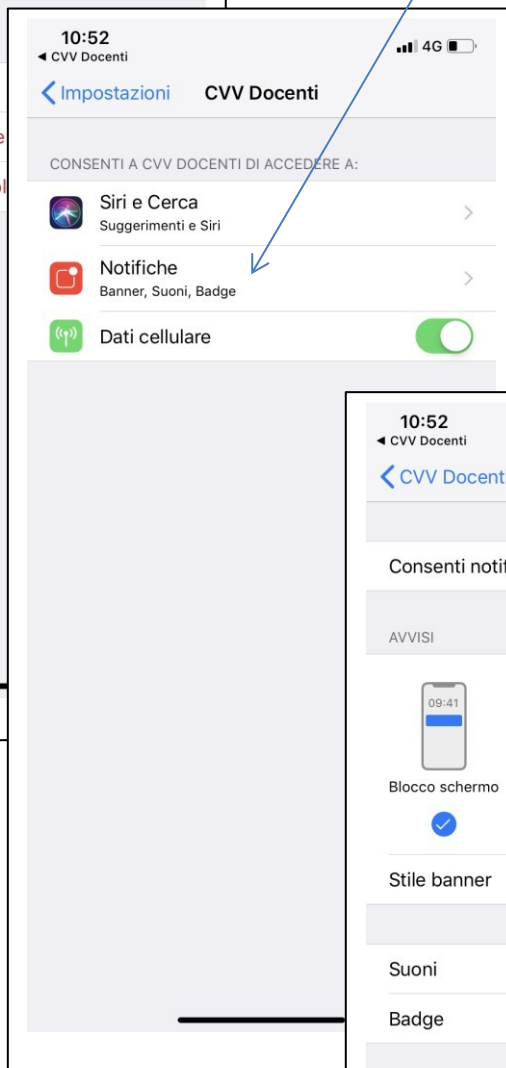 10:52
◀ CVV Docenti
4G
Impostazioni CVV Docenti
CONSENTI A CVV DOCENTI DI ACCEDERE A:
Siri e Cerca
Suggerimenti e Siri
Notifiche
Banner, Suoni, Badge
Dati cellulare
10:52
◀ CVV Docenti
CVV Docent
Consenti notif
AVVISI
09:41
Blocco schermo
Stile banner
Suoni
Badge